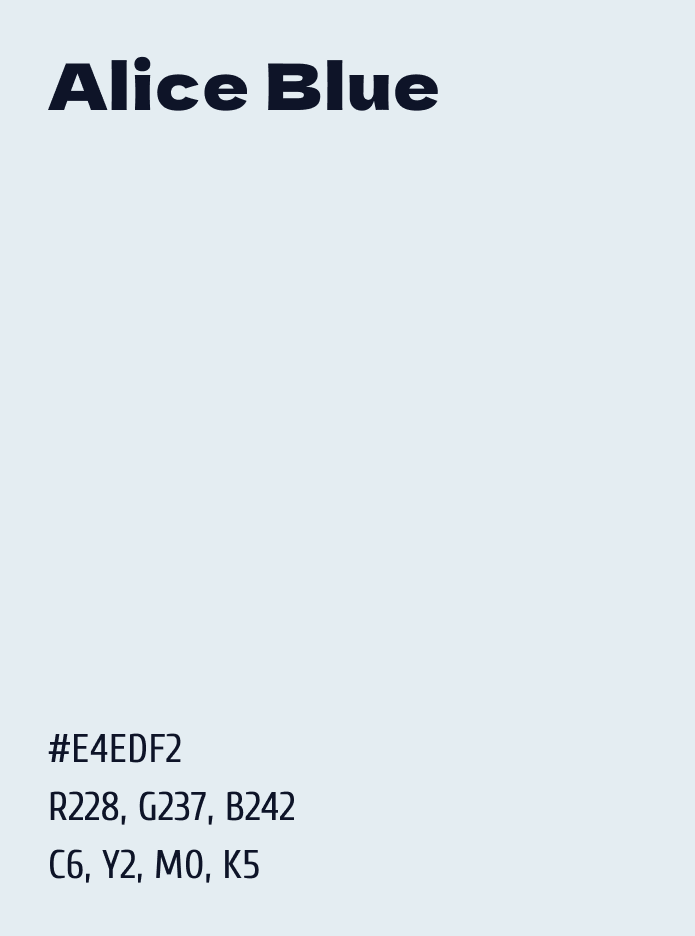 Alice Blue
#E4EDF2
R228, G237, B242
C6, Y2, M0, K5